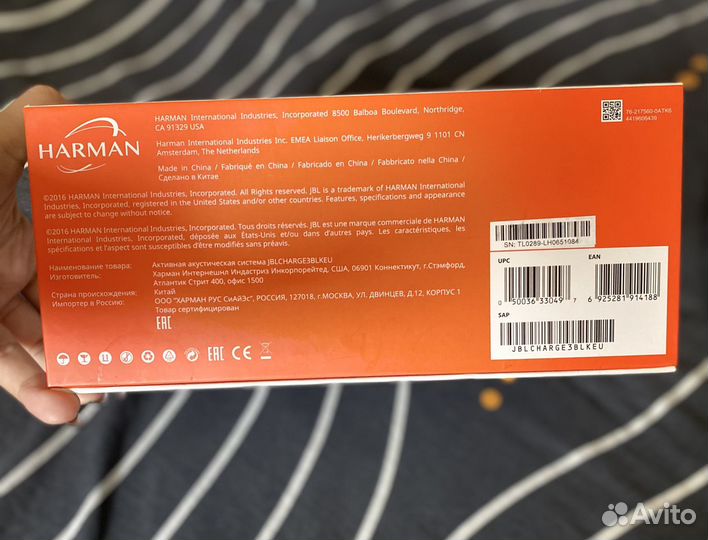 HARMAN
HARMAN International Industries, Incorporated 8500 Balboa Boulevard, Northridge,
CA 91329 USA
Harman International Industries Inc. EMEA Liaison Office, Herikerbergweg 9 1101 CN
Amsterdam, The Netherlands
Made in China / Fabriqué en China / Fabricado en China / Fabbricato nella China /
Сделано в Китае
©2016 HARMAN International Industries, Incorporated. All Rights reserved. JBL is a trademark of HARMAN International
Industries, Incorporated, registered in the United States and/or other countries. Features, specifications and appearance
are subject to change without notice.
©2016 HARMAN International Industries, Incorporated. Tous droits réservés. JBL est une marque commerciale de HARMAN
International Industries, Incorporated, déposée aux États-Unis et/ou dans d'autres pays. Les caractéristiques, les
spécifications et l'aspect sont susceptibles d'être modifiés sans préavis.
Наименование товара: Активная акустическая система JBLCHARGE3BLKEU
Изготовитель: Харман Интернешнл Индастриз Инкорпорейтед, США, 06901 Коннектикут, г.Стэмфорд,
Атлантик Стрит 400, офис 1500
Страна происхождения: Китай
Импортер в Россию: ООО "ХАРМАН РУС СиАйЭс", РОССИЯ, 127018, г.МОСКВА, УЛ. ДВИНЦЕВ, Д.12, КОРПУС 1
Товар сертифицирован
EAC
EAC CE
76-217560-0ATK6
4419606439
SN: TL0289-LH0651084
UPC
0 50036 33049 7
EAN
6 925281 914188
SAP
JBLCHARGE3BLKEU
Avito